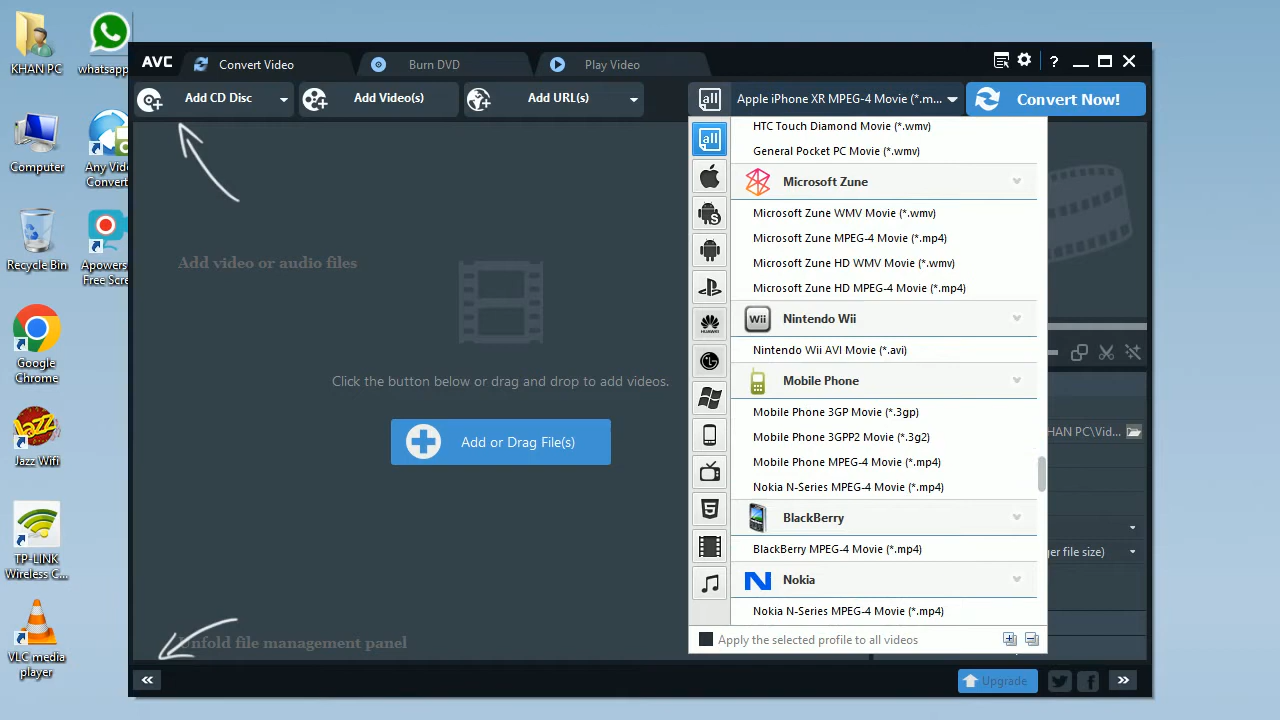 KHAN PC
whatsapp
Computer
Any Vide
Convert
Recycle Bin
Apowers
Free Scre
Google
Chrome
Jazz Wifi
TP-LINK
Wireless C...
VLC media
player
AVC
Convert Video
Burn DVD
Play Video
?
Add CD Disc
Add Video(s)
Add URL(s)
all
Apple iPhone XR MPEG-4 Movie (*.m...
Convert Now!
Add video or audio files
Click the button below or drag and drop to add videos.
Add or Drag File(s)
Unfold file management panel
all
HTC Touch Diamond Movie (*.wmv)
General Pocket PC Movie (*.wmv)
Microsoft Zune
Microsoft Zune WMV Movie (*.wmv)
Microsoft Zune MPEG-4 Movie (*.mp4)
Microsoft Zune HD WMV Movie (*.wmv)
Microsoft Zune HD MPEG-4 Movie (*.mp4)
Wii
Nintendo Wii
Nintendo Wii AVI Movie (*.avi)
Mobile Phone
Mobile Phone 3GP Movie (*.3gp)
Mobile Phone 3GPP2 Movie (*.3g2)
Mobile Phone MPEG-4 Movie (*.mp4)
Nokia N-Series MPEG-4 Movie (*.mp4)
BlackBerry
BlackBerry MPEG-4 Movie (*.mp4)
Nokia
Nokia N-Series MPEG-4 Movie (*.mp4)
Apply the selected profile to all videos
HAN PC\Vid...
ger file size)
Upgrade